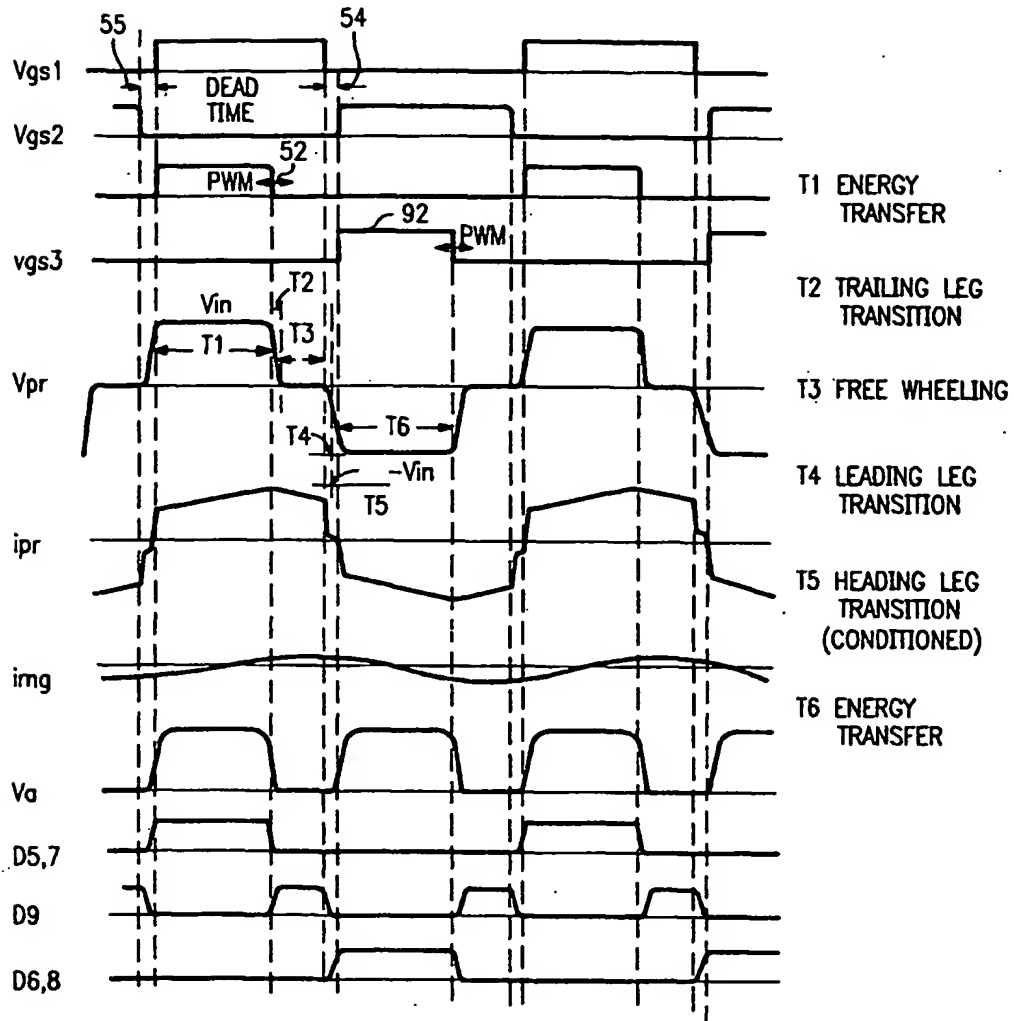 55
54
Vgs1
DEAD
TIME
Vgs2
PWM
52
92
PWM
vgs3
T2
Vin
T3
T1
Vpr
T6
T4
-Vin
T5
ipr
img
Va
D5,7
D9
D6,8
T1 ENERGY
TRANSFER
T2 TRAILING LEG
TRANSITION
T3 FREE WHEELING
T4 LEADING LEG
TRANSITION
T5 HEADING LEG
TRANSITION
(CONDITIONED)
T6 ENERGY
TRANSFER